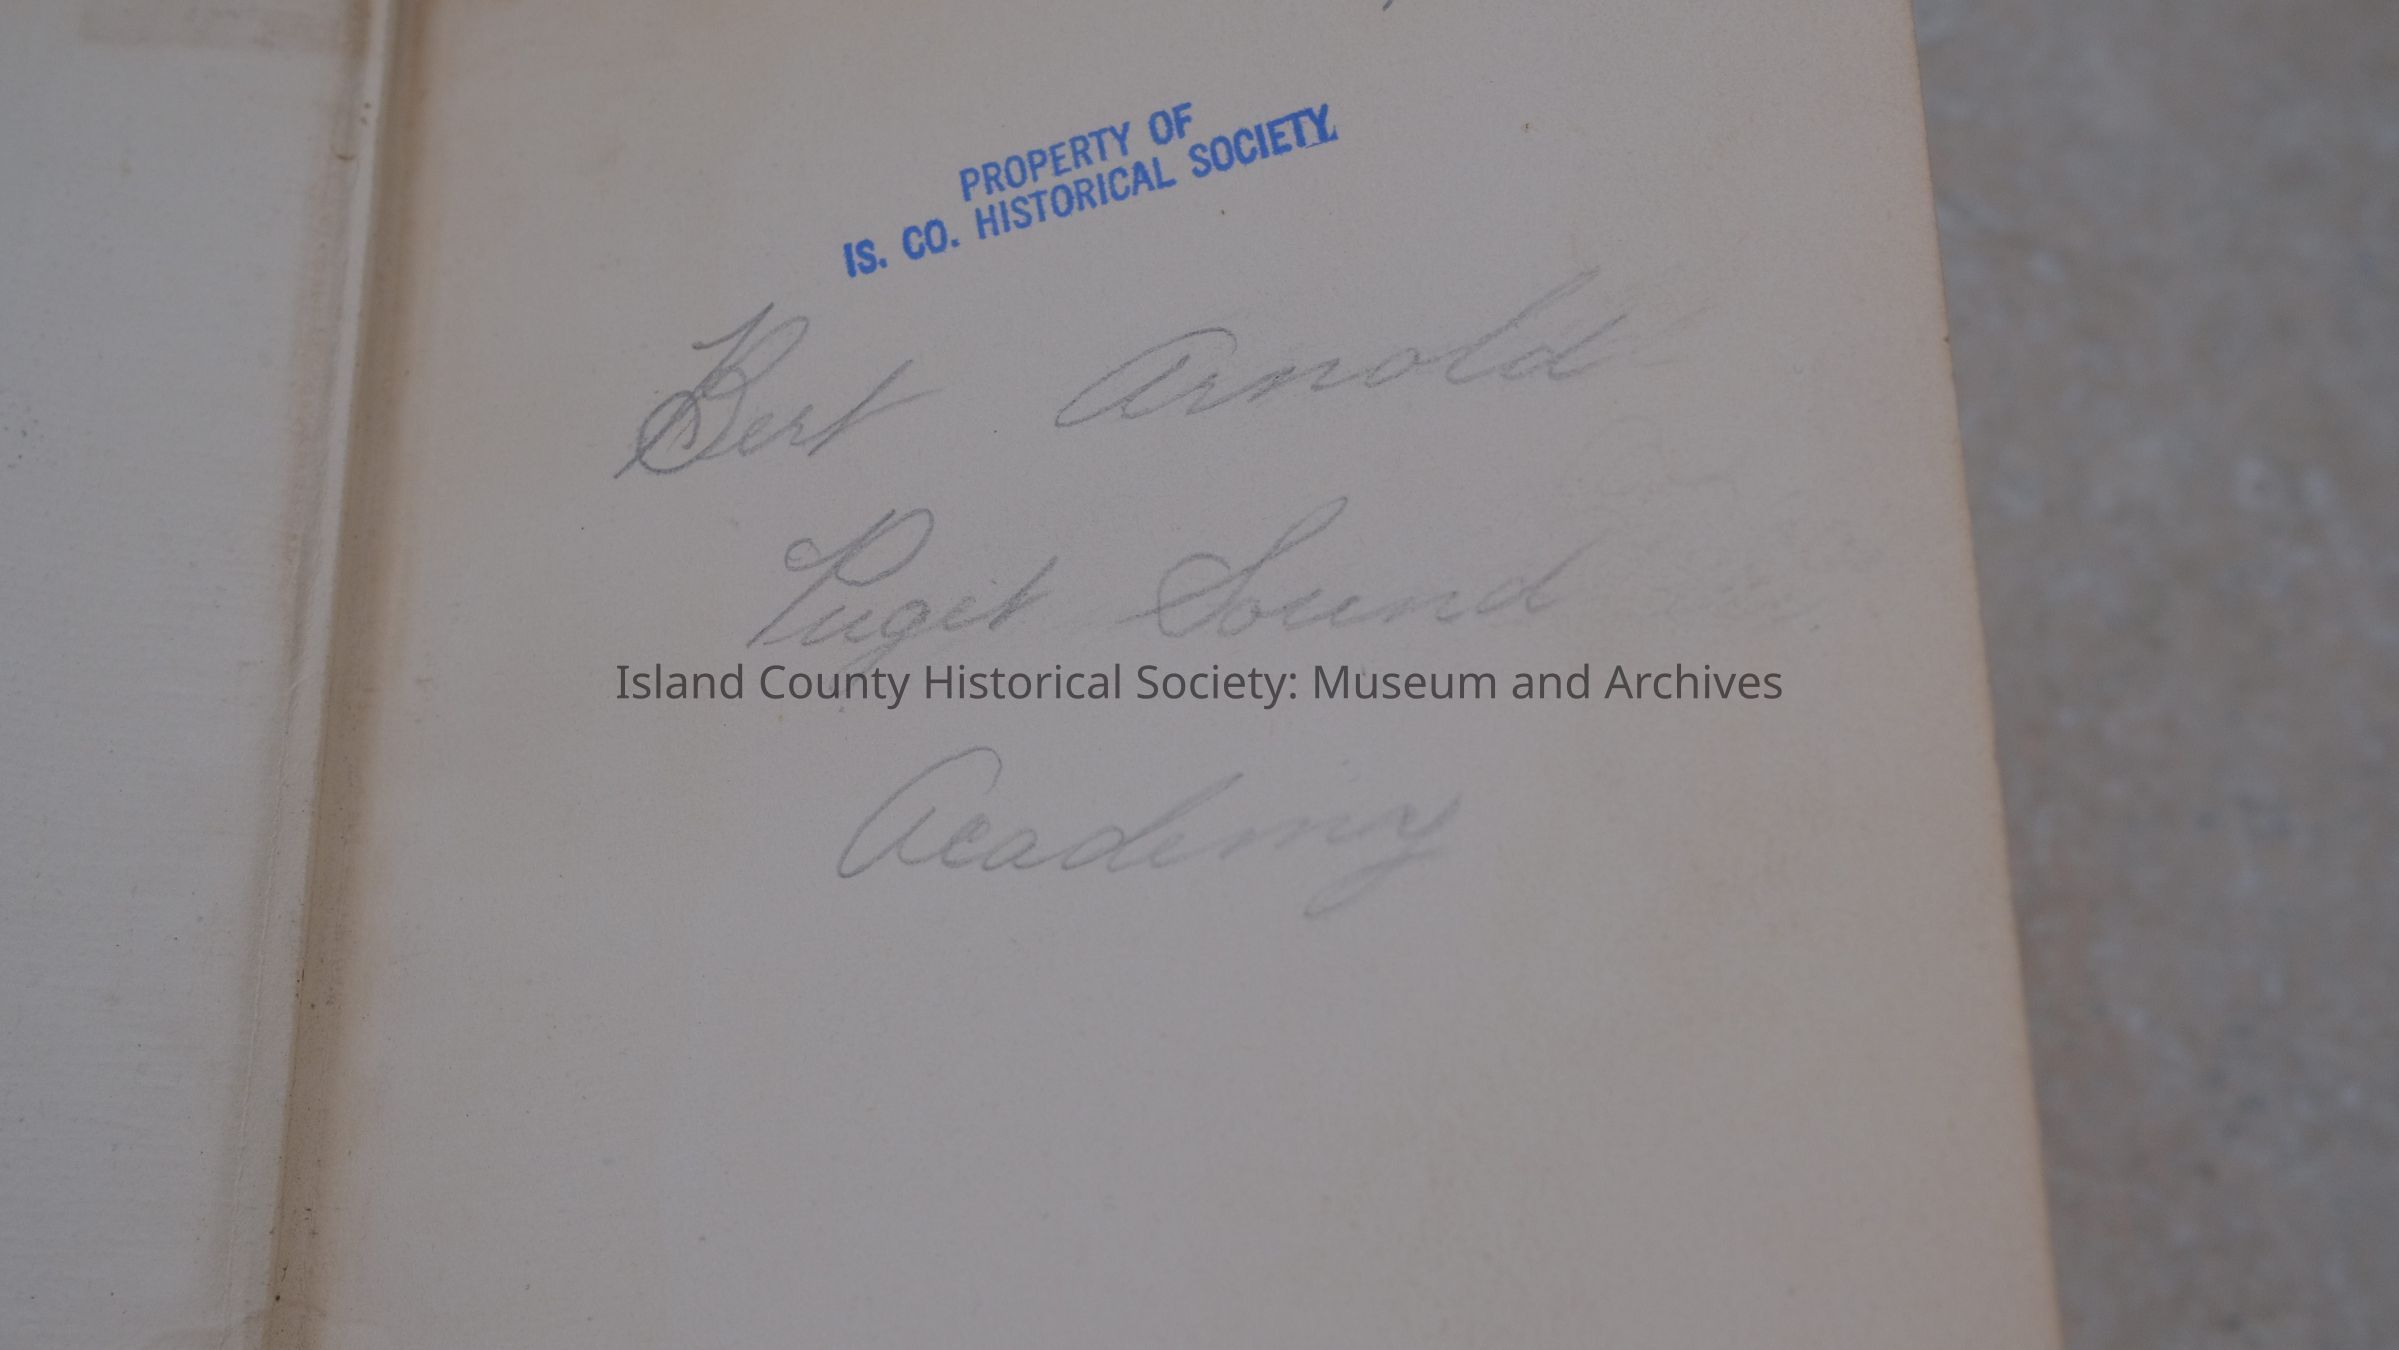 PROPERTY OF
IS. CO. HISTORICAL SOCIETY.
Bert Arnold
Puget Sound
Island County Historical Society: Museum and Archives
Academy